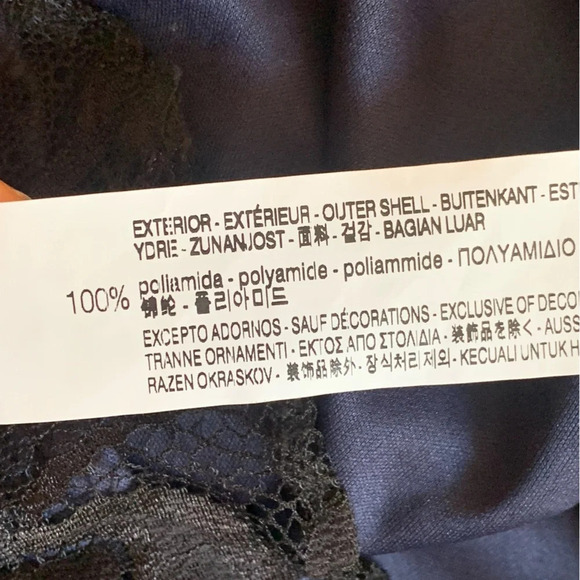 EXTERIOR - EXTÉRIEUR - OUTER SHELL - BUITENKANT - EST
YDRE - ZUNANJOST - 面料 - 겉감 - BAGIAN LUAR
100% poliamida - polyamide - poliammide - ΠΟΛΥΑΜΙΔΙΟ
锦纶 - 폴리아미드
EXCEPTO ADORNOS - SAUF DÉCORATIONS - EXCLUSIVE OF DECO
TRANNE ORNAMENTI - ΕΚΤΟΣ ΑΠΟ ΣΤΟΛΙΔΙΑ - 装飾品を除く - AUSS
RAZEN OKRASKOV - 装饰品除外 - 장식처리제외 - KECUALI UNTUK H